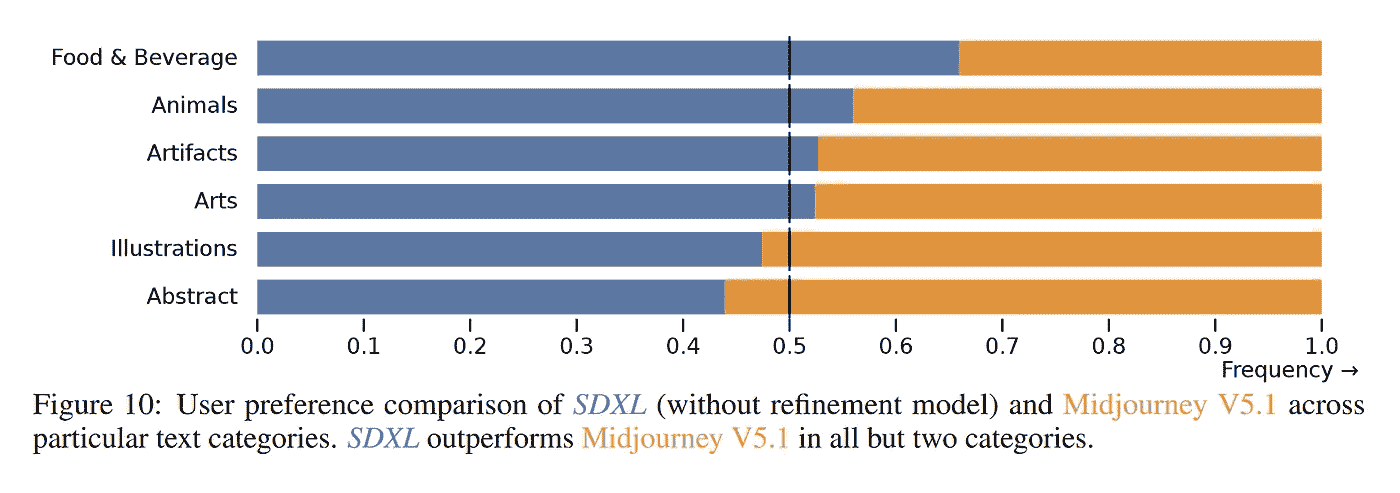 Food & Beverage
Animals
Artifacts
Arts
Illustrations
Abstract
0.0 0.1 0.2 0.3 0.4 0.5 0.6 0.7 0.8 0.9 1.0
Frequency →
Figure 10: User preference comparison of SDXL (without refinement model) and Midjourney V5.1 across
particular text categories. SDXL outperforms Midjourney V5.1 in all but two categories.